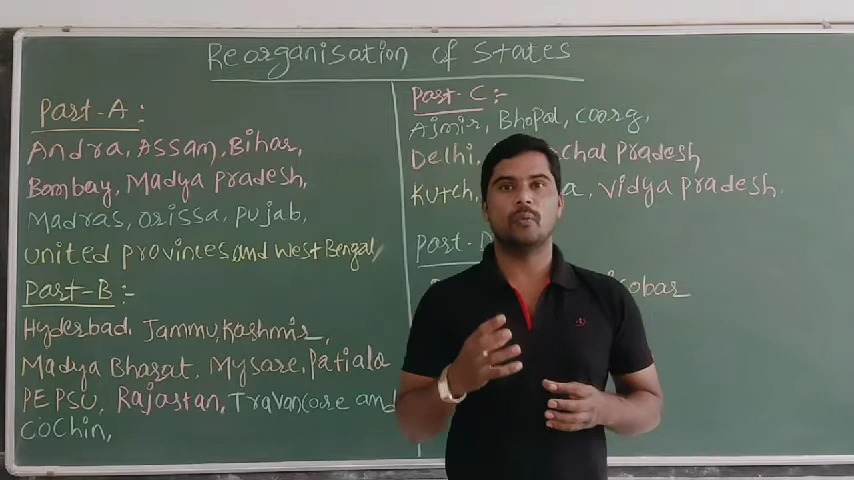 Reorganisation of States
Part-A:
Andra, Assam, Bihar,
Bombay, Madya Pradesh,
Madras, orissa, pujab,
united provinces, and West Bengal,
Part-B:-
Hyderbad, Jammu, Kashmir,
Madya Bharat, Mysore, Patiala
PEPSU, Rajastan, Travancore and
cochin,
Part-C:-
Ajmir, Bhopal, coorg,
Delhi, chal Pradesh,
Kutch, a, vidya pradesh,
Part-D
icobar